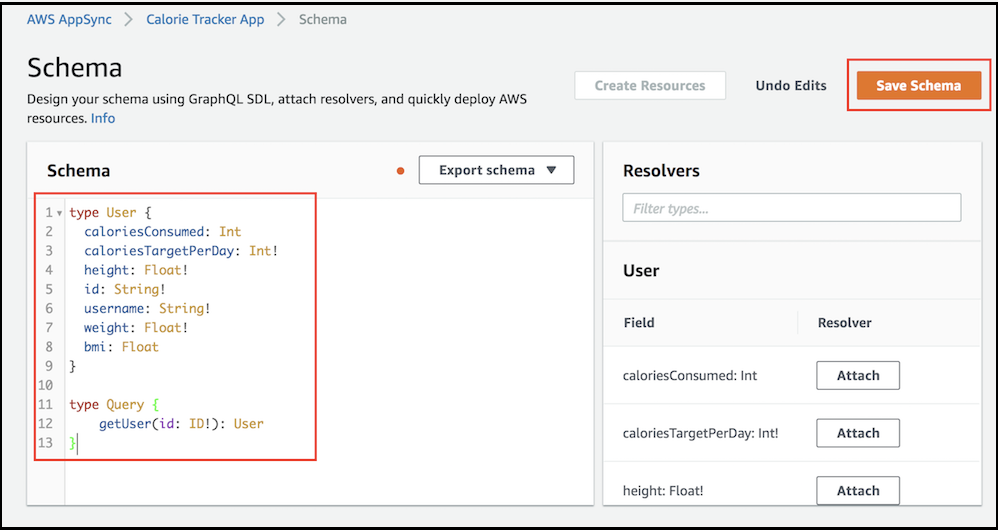 AWS AppSync > Calorie Tracker App > Schema
Schema
Design your schema using GraphQL SDL, attach resolvers, and quickly deploy AWS
resources. Info
Create Resources
Undo Edits
Save Schema
Schema
Export schema
1 type User {
2 caloriesConsumed: Int
3 caloriesTargetPerDay: Int!
4 height: Float!
5 id: String!
6 username: String!
7 weight: Float!
8 bmi: Float
9 }
10
11 type Query {
12 getUser(id: ID!): User
13 }
Resolvers
Filter types...
User
Field Resolver
caloriesConsumed: Int Attach
caloriesTargetPerDay: Int! Attach
height: Float! Attach